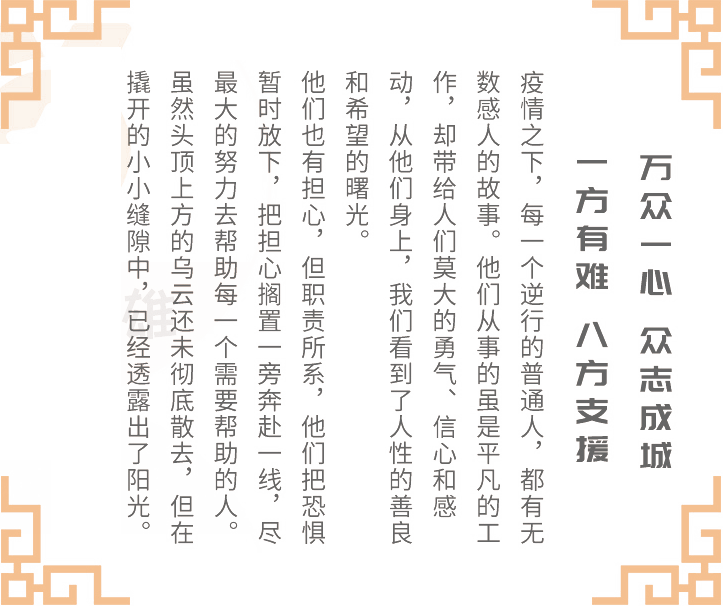 万众一心 众志成城
一方有难 八方支援
疫情之下，每一个逆行的普通人，都有无
数感人的故事。他们从事的虽是平凡的工
作，却带给人们莫大的勇气、信心和感
动，从他们身上，我们看到了人性的善良
和希望的曙光。
他们也有担心，但职责所系，他们把恐惧
暂时放下，把担心搁置一旁奔赴一线，尽
最大的努力去帮助每一个需要帮助的人。
虽然头顶上方的乌云还未彻底散去，但在
撬开的小小缝隙中，已经透露出了阳光。